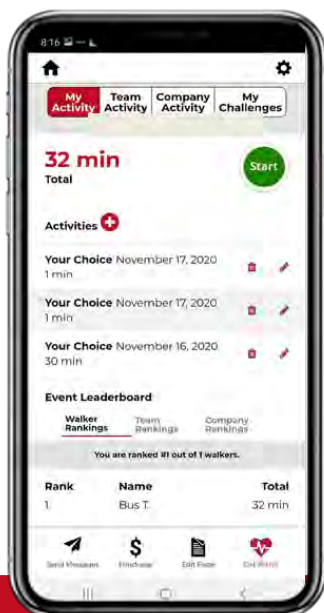 8:16
My Activity
Team Activity
Company Activity
My Challenges
32 min
Total
Start
Activities
Your Choice November 17, 2020
1 min
Your Choice November 17, 2020
1 min
Your Choice November 16, 2020
30 min
Event Leaderboard
Walker Rankings
Team Rankings
Company Rankings
You are ranked #1 out of 1 walkers.
Rank Name Total
1 Bus T. 32 min
Send Messages
Edit Page